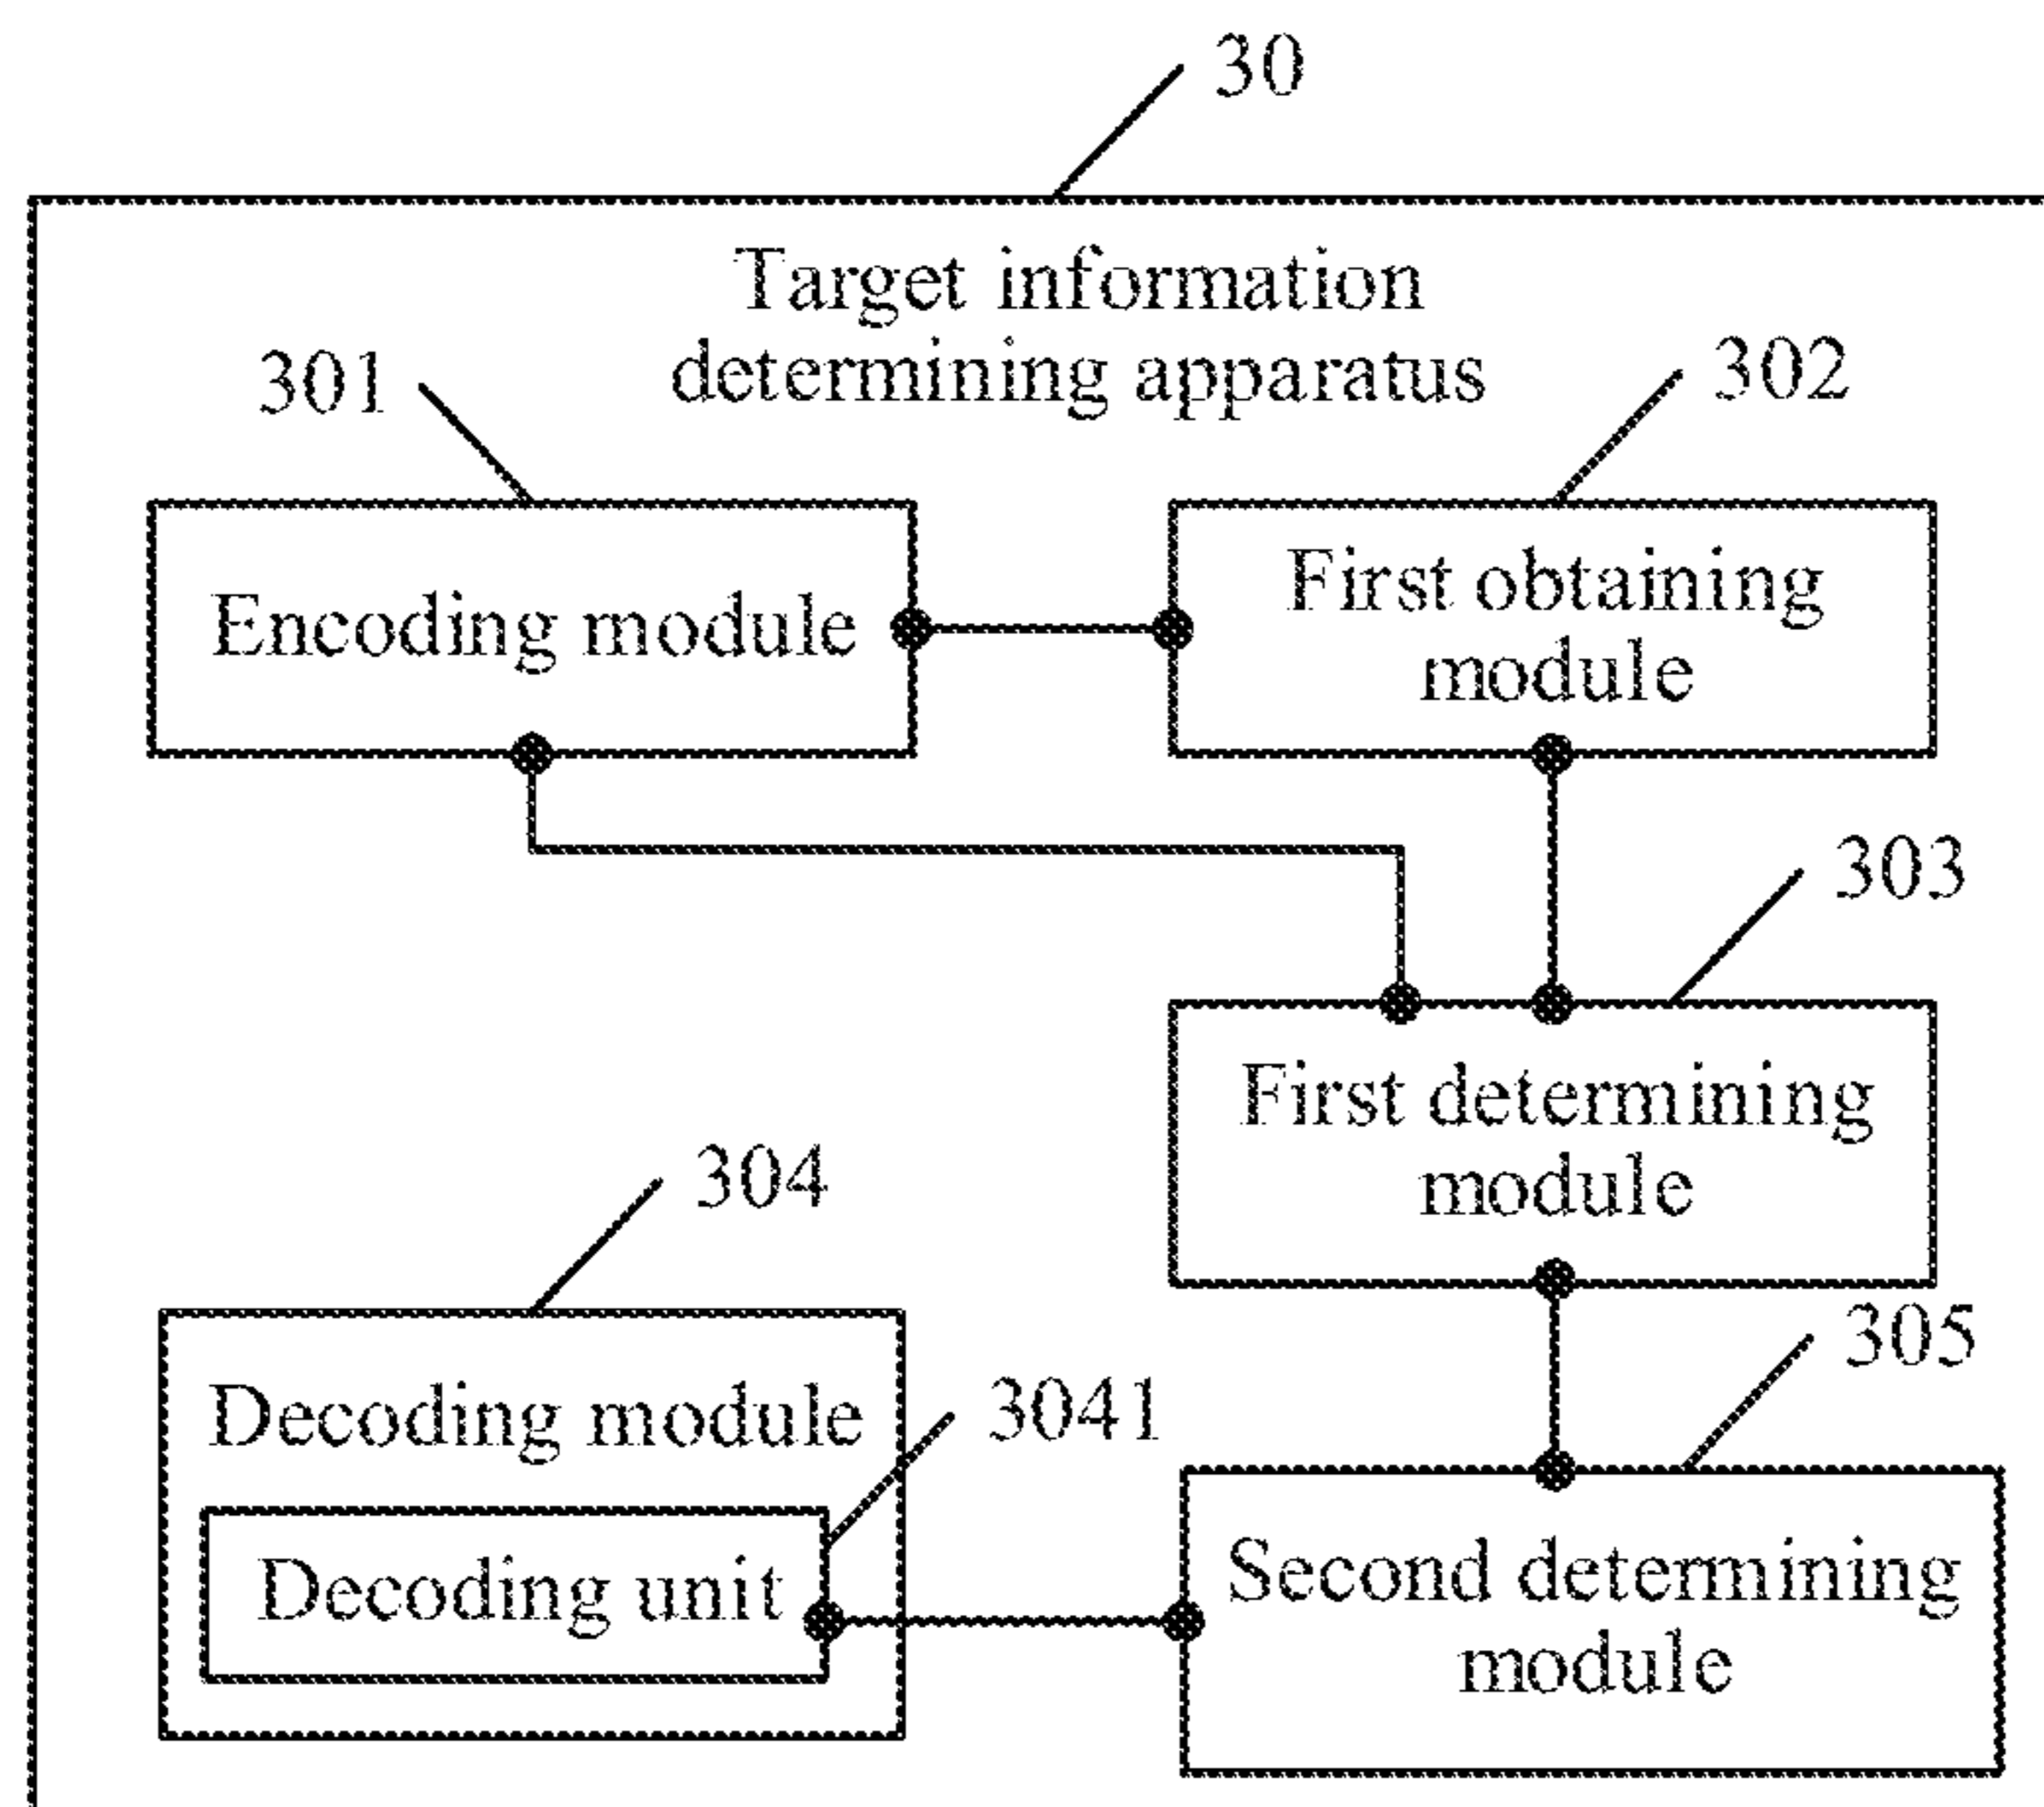 30
Target information
determining apparatus
301
302
Encoding module
First obtaining
module
303
First determining
module
304
305
Decoding module
3041
Decoding unit
Second determining
module